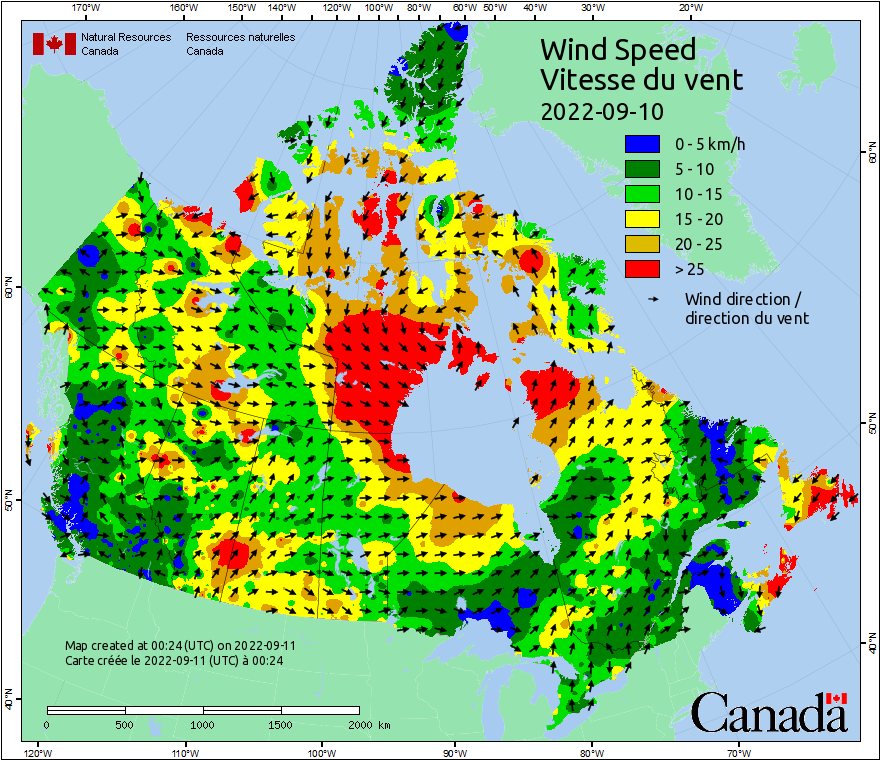 170°W 160°W 150°W 140°W 120°W 100°W 80°W 60°W 50°W 40°W 30°W 20°W
Natural Resources Ressources naturelles
Canada Canada
Wind Speed
Vitesse du vent
2022-09-10
0 - 5 km/h
5 - 10
10 - 15
15 - 20
20 - 25
> 25
Wind direction /
direction du vent
60°N
60°N
50°N
50°N
40°N
40°N
Map created at 00:24 (UTC) on 2022-09-11
Carte créée le 2022-09-11 (UTC) à 00:24
0 500 1000 1500 2000 km
Canada
120°W 110°W 100°W 90°W 80°W 70°W